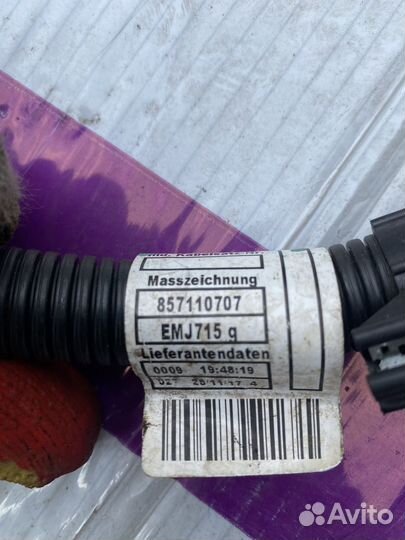 Masszeichnung
857110707
EMJ715 g
Lieferantendaten
0009 19:48:19
Avito